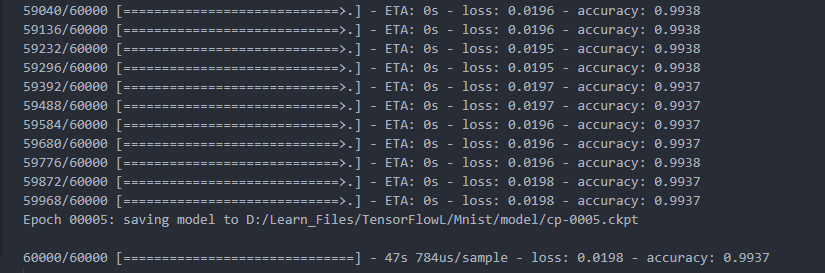 59040/60000 [============================>.] - ETA: 0s - loss: 0.0196 - accuracy: 0.9938
59136/60000 [============================>.] - ETA: 0s - loss: 0.0196 - accuracy: 0.9938
59232/60000 [============================>.] - ETA: 0s - loss: 0.0195 - accuracy: 0.9938
59296/60000 [============================>.] - ETA: 0s - loss: 0.0195 - accuracy: 0.9938
59392/60000 [============================>.] - ETA: 0s - loss: 0.0197 - accuracy: 0.9937
59488/60000 [============================>.] - ETA: 0s - loss: 0.0197 - accuracy: 0.9937
59584/60000 [============================>.] - ETA: 0s - loss: 0.0196 - accuracy: 0.9937
59680/60000 [============================>.] - ETA: 0s - loss: 0.0196 - accuracy: 0.9937
59776/60000 [============================>.] - ETA: 0s - loss: 0.0196 - accuracy: 0.9938
59872/60000 [============================>.] - ETA: 0s - loss: 0.0198 - accuracy: 0.9937
59968/60000 [============================>.] - ETA: 0s - loss: 0.0198 - accuracy: 0.9937
Epoch 00005: saving model to D:/Learn_Files/TensorFlowL/Mnist/model/cp-0005.ckpt
60000/60000 [==============================] - 47s 784us/sample - loss: 0.0198 - accuracy: 0.9937